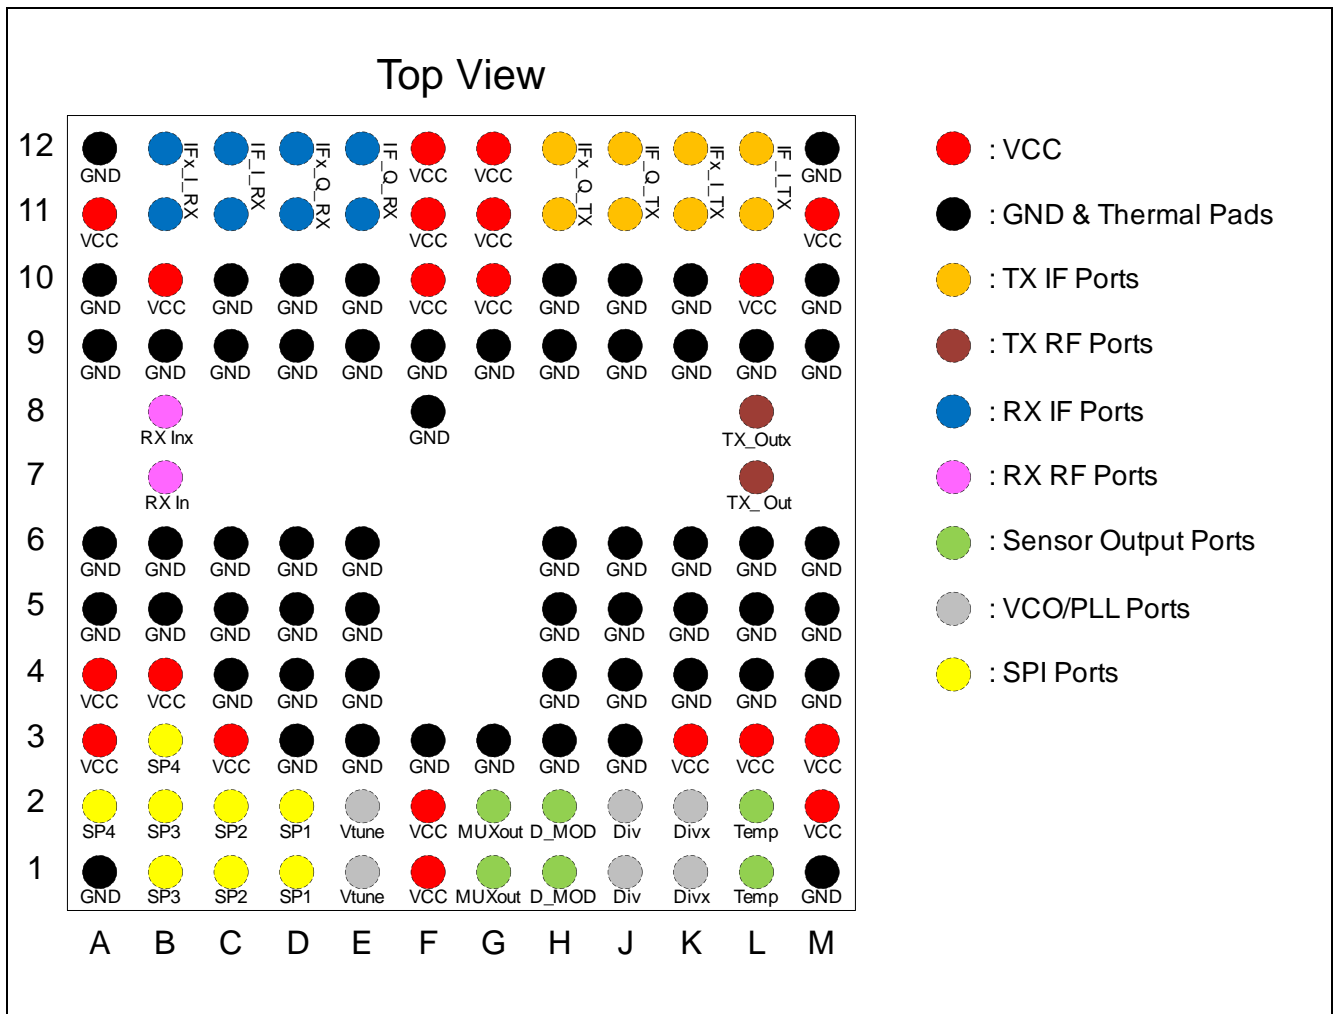 Top View
12
IFx_I_RX
IF_I_RX
IFx_Q_RX
IF_Q_RX
IFx_Q_TX
IF_Q_TX
IFx_I_TX
IF_I_TX
GND VCC VCC GND
11
VCC VCC VCC VCC
10
GND VCC GND GND GND VCC VCC GND GND GND VCC GND
9
GND GND GND GND GND GND GND GND GND GND GND GND
8
RX Inx GND TX_Outx
7
RX In TX_ Out
6
GND GND GND GND GND GND GND GND GND GND
5
GND GND GND GND GND GND GND GND GND GND
4
VCC VCC GND GND GND GND GND GND GND GND
3
VCC SP4 VCC GND GND GND GND GND GND VCC VCC VCC
2
SP4 SP3 SP2 SP1 Vtune VCC MUXout D_MOD Div Divx Temp VCC
1
GND SP3 SP2 SP1 Vtune VCC MUXout D_MOD Div Divx Temp GND
A B C D E F G H J K L M
: VCC
: GND & Thermal Pads
: TX IF Ports
: TX RF Ports
: RX IF Ports
: RX RF Ports
: Sensor Output Ports
: VCO/PLL Ports
: SPI Ports